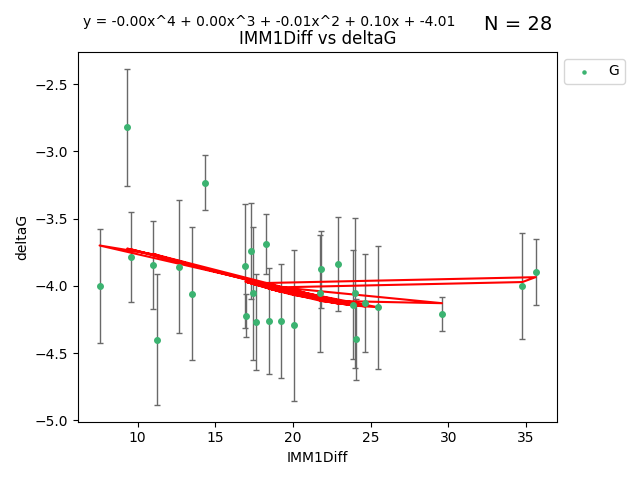 y = -0.00x^4 + 0.00x^3 + -0.01x^2 + 0.10x + -4.01
N = 28
IMM1Diff vs deltaG
G
−2.5
−3.0
−3.5
−4.0
−4.5
−5.0
deltaG
10 15 20 25 30 35
IMM1Diff